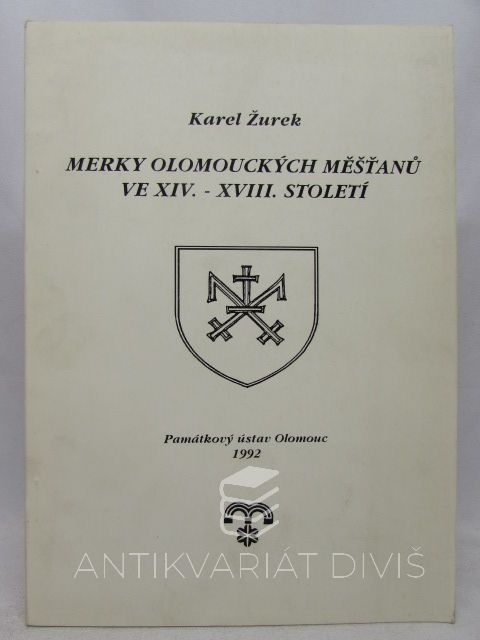 Karel Žurek
MERKY OLOMOUCKÝCH MĚŠŤANŮ
VE XIV. - XVIII. STOLETÍ
Památkový ústav Olomouc
1992
ANTIKVARIÁT DIVIŠ